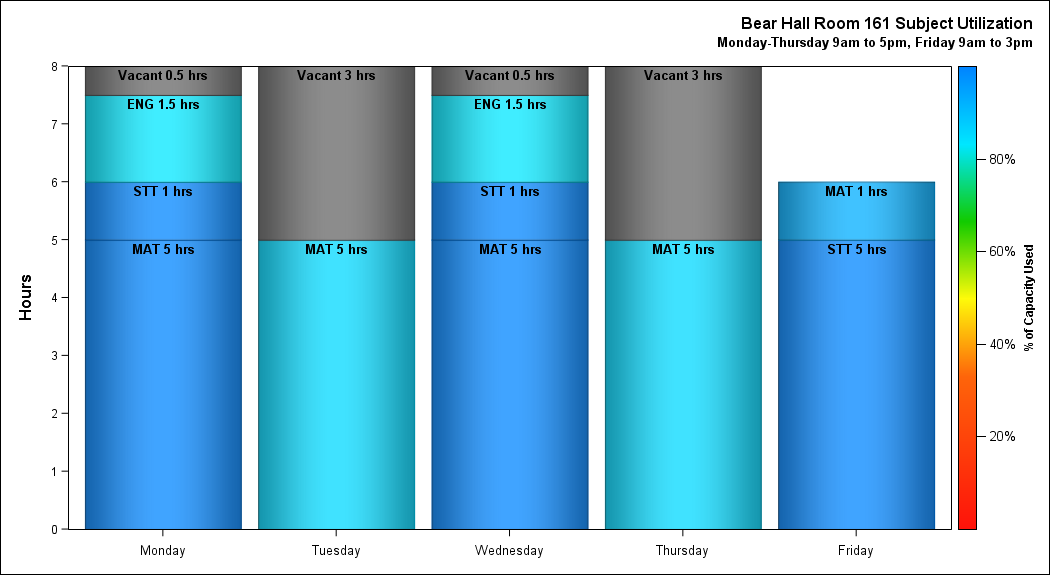 Bear Hall Room 161 Subject Utilization
Monday-Thursday 9am to 5pm, Friday 9am to 3pm
Hours
8
7
6
5
4
3
2
1
0
Vacant 0.5 hrs
ENG 1.5 hrs
STT 1 hrs
MAT 5 hrs
Vacant 3 hrs
MAT 5 hrs
Vacant 0.5 hrs
ENG 1.5 hrs
STT 1 hrs
MAT 5 hrs
Vacant 3 hrs
MAT 5 hrs
MAT 1 hrs
STT 5 hrs
Monday Tuesday Wednesday Thursday Friday
80%
60%
40%
20%
% of Capacity Used